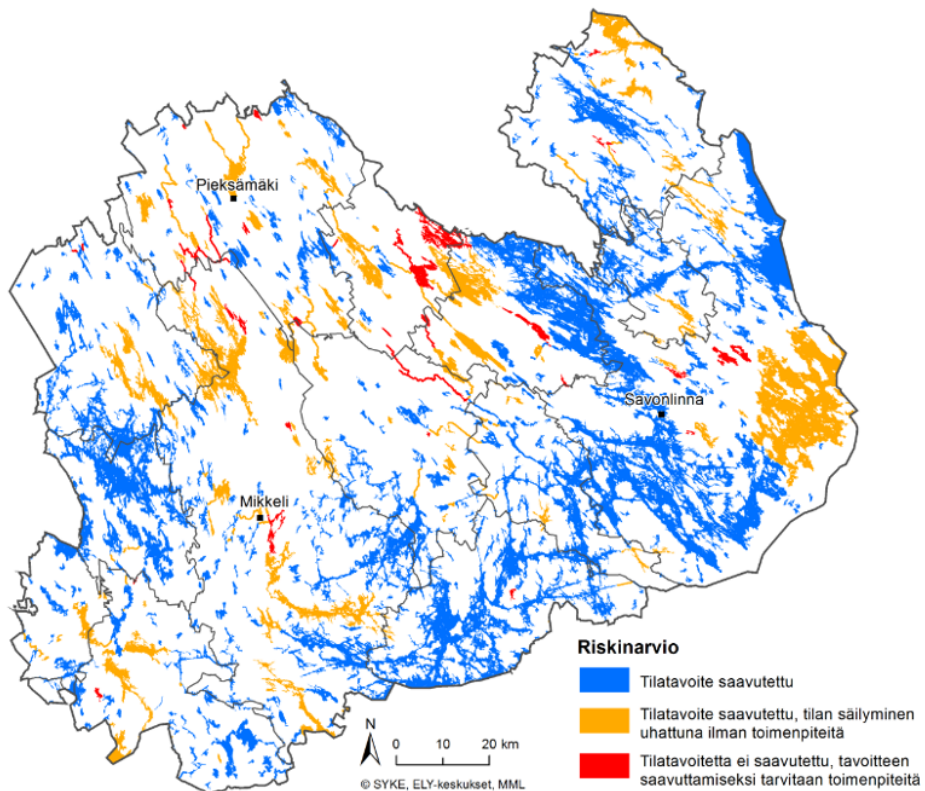 Pieksämäki
Savonlinna
Mikkeli
Riskinarvio
Tilatavoite saavutettu
Tilatavoite saavutettu, tilan säilyminen
uhattuna ilman toimenpiteitä
Tilatavoitetta ei saavutettu, tavoitteen
saavuttamiseksi tarvitaan toimenpiteitä
N
0 10 20 km
© SYKE, ELY-keskukset, MML